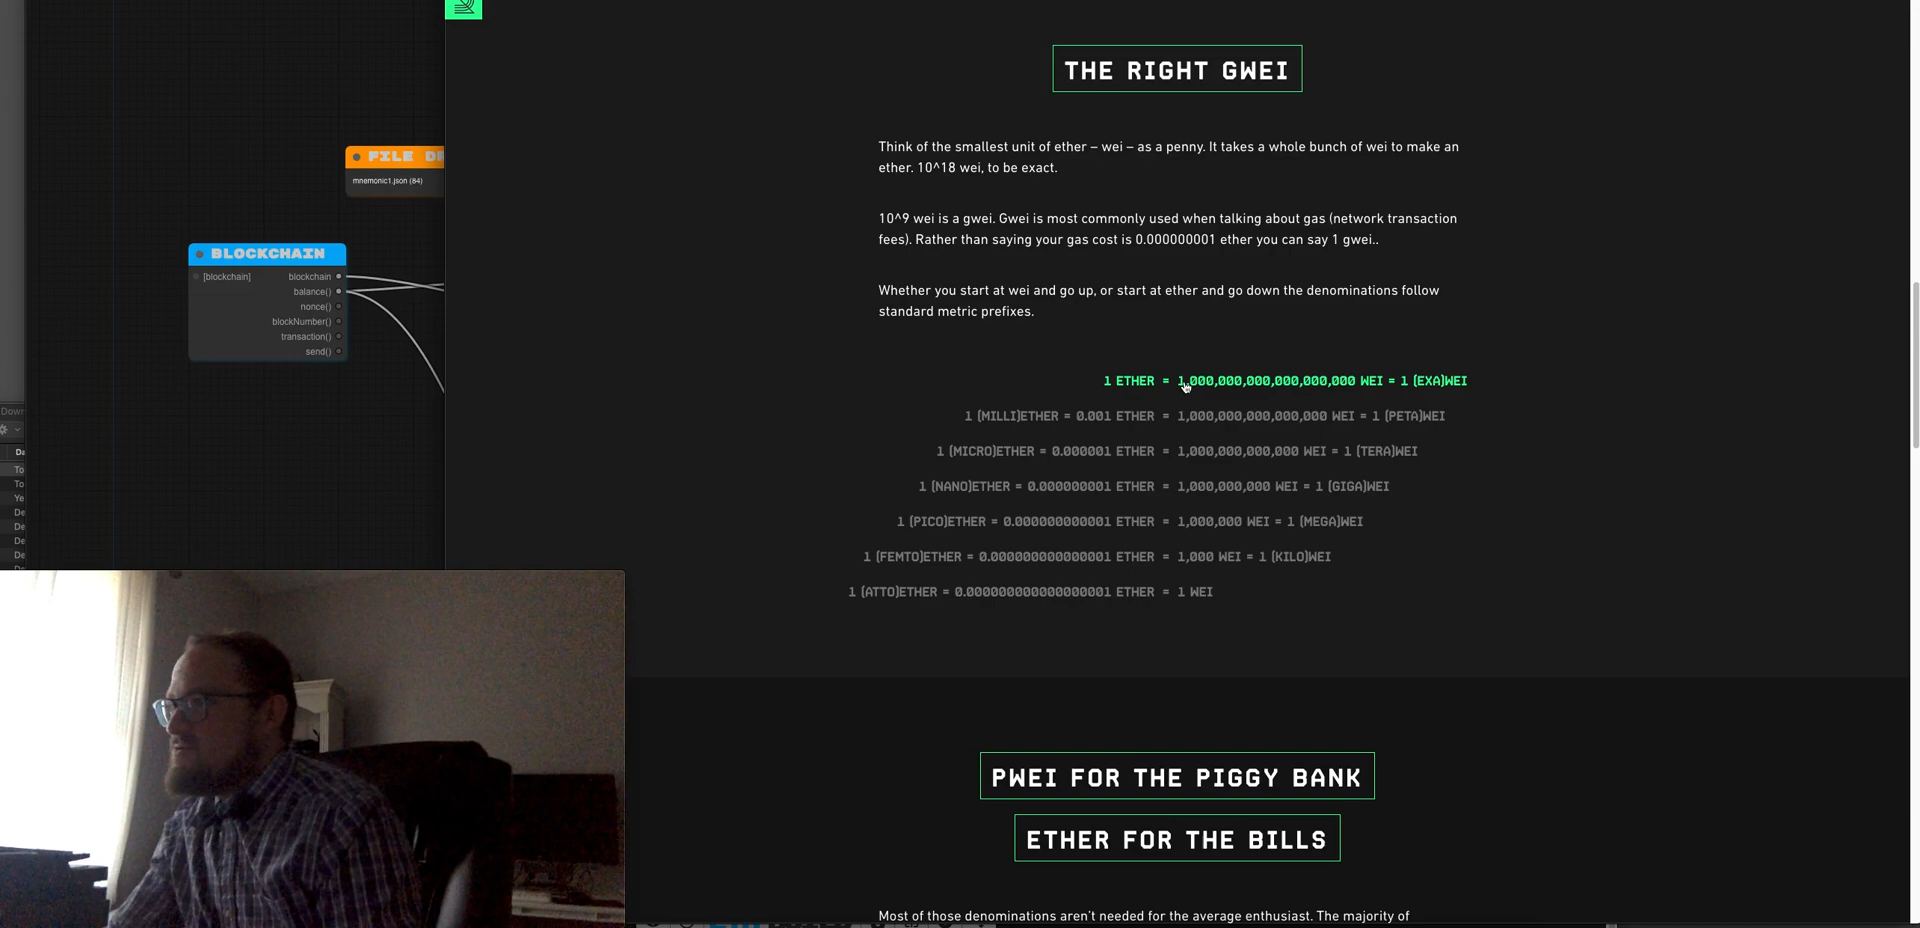 THE RIGHT GWEI
Think of the smallest unit of ether – wei – as a penny. It takes a whole bunch of wei to make an
ether. 10^18 wei, to be exact.
10^9 wei is a gwei. Gwei is most commonly used when talking about gas (network transaction
fees). Rather than saying your gas cost is 0.000000001 ether you can say 1 gwei..
Whether you start at wei and go up, or start at ether and go down the denominations follow
standard metric prefixes.
1 ETHER = 1,000,000,000,000,000,000 WEI = 1 (EXA)WEI
1 (MILLI)ETHER = 0.001 ETHER = 1,000,000,000,000,000 WEI = 1 (PETA)WEI
1 (MICRO)ETHER = 0.000001 ETHER = 1,000,000,000,000 WEI = 1 (TERA)WEI
1 (NANO)ETHER = 0.000000001 ETHER = 1,000,000,000 WEI = 1 (GIGA)WEI
1 (PICO)ETHER = 0.000000000001 ETHER = 1,000,000 WEI = 1 (MEGA)WEI
1 (FEMTO)ETHER = 0.000000000000001 ETHER = 1,000 WEI = 1 (KILO)WEI
1 (ATTO)ETHER = 0.000000000000000001 ETHER = 1 WEI
PWEI FOR THE PIGGY BANK
ETHER FOR THE BILLS
Most of those denominations aren't needed for the average enthusiast. The majority of
FILE
mnemonic1.json (84)
BLOCKCHAIN
[blockchain] blockchain
balance()
nonce()
blockNumber()
transaction()
send()
Down
Da
To
To
Ye
De
De
De
De